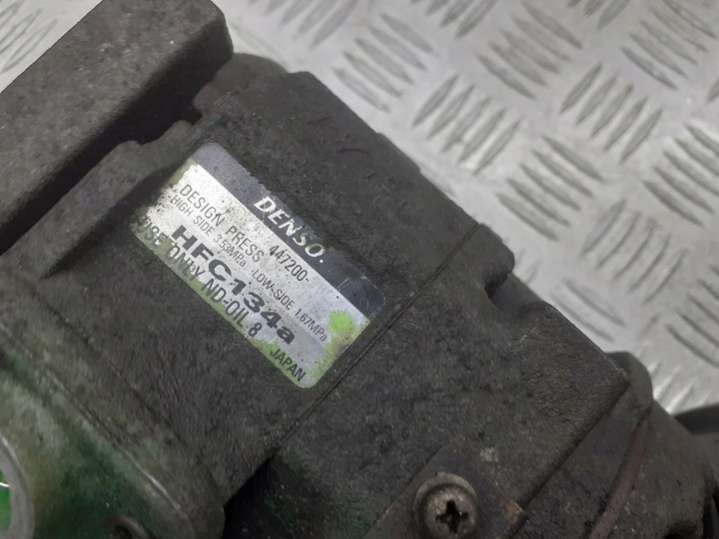 DENSO.
447200-
DESIGN PRESS
-HIGH SIDE 3.53MPa -LOW-SIDE 1.67MPa
HFC134a
USE ONLY ND-OIL 8
JAPAN